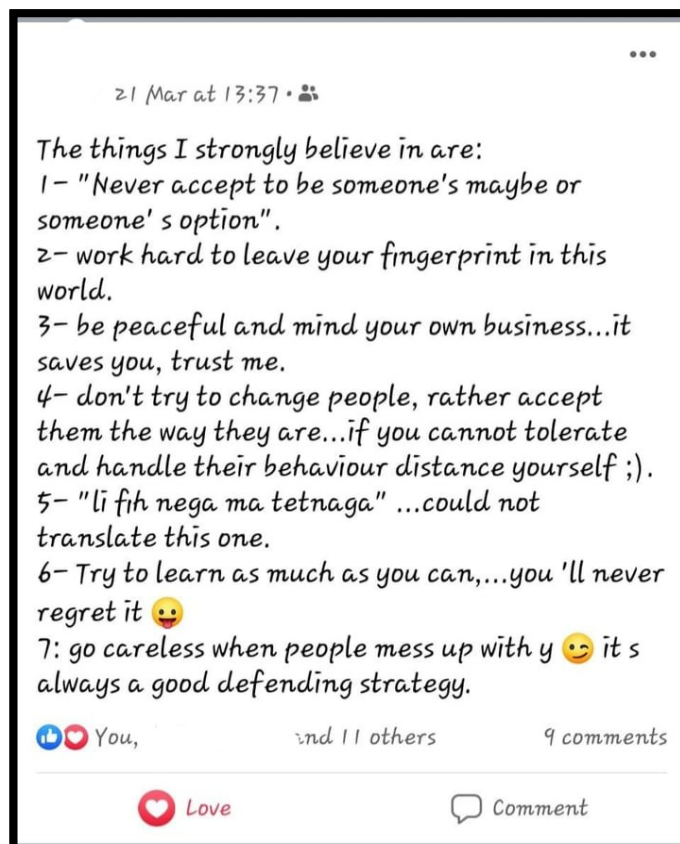 21 Mar at 13:37 •
The things I strongly believe in are:
1- "Never accept to be someone's maybe or
someone' s option".
2- work hard to leave your fingerprint in this
world.
3- be peaceful and mind your own business...it
saves you, trust me.
4- don't try to change people, rather accept
them the way they are...if you cannot tolerate
and handle their behaviour distance yourself ;).
5- "li fih nega ma tetnaga" ...could not
translate this one.
6- Try to learn as much as you can,...you 'll never
regret it 😛
7: go careless when people mess up with y 😉 it s
always a good defending strategy.
You, and 11 others 9 comments
Love Comment